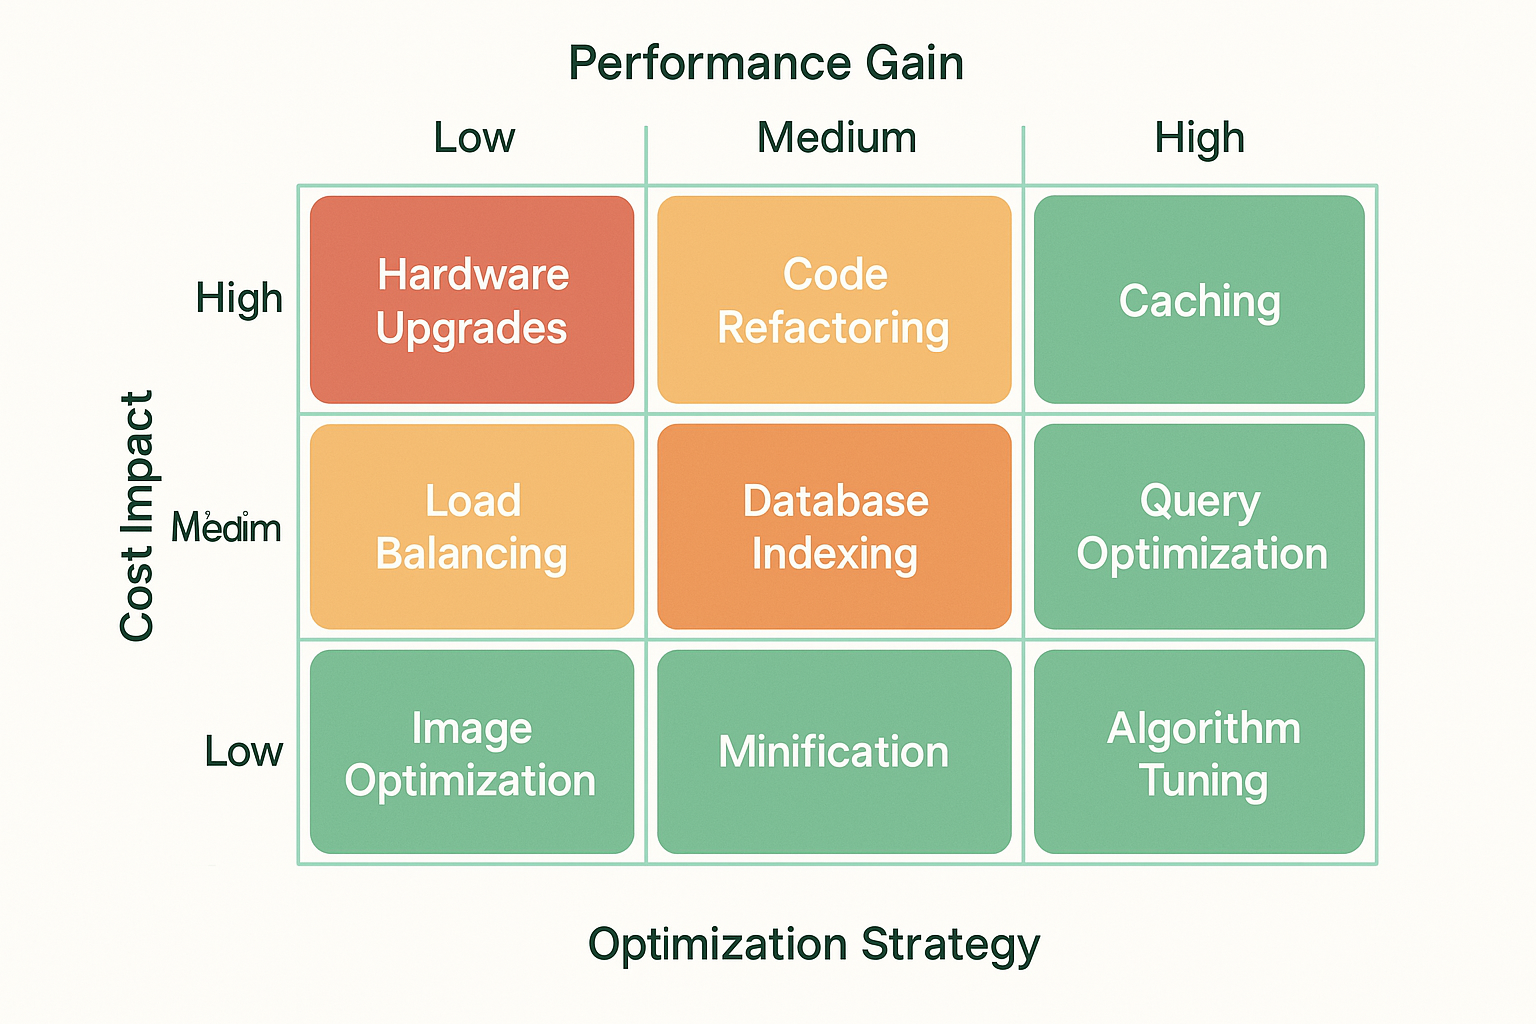 Performance Gain
Low Medium High
High
Hardware
Upgrades
Code
Refactoring
Caching
Cost Impact
Medim
Load
Balancing
Database
Indexing
Query
Optimization
Low
Image
Optimization
Minification
Algorithm
Tuning
Optimization Strategy